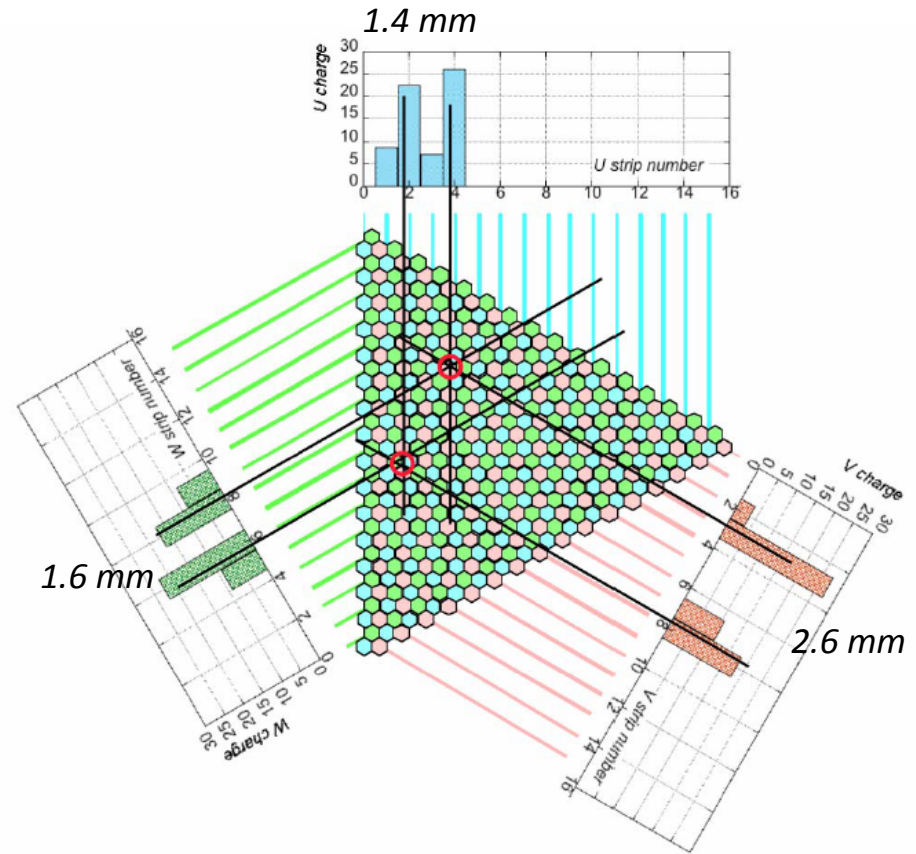 1.4 mm
U charge
30
25
20
15
10
5
0
U strip number
0 2 4 6 8 10 12 14 16
W strip number
16
14
12
10
8
6
4
2
0
1.6 mm
30 25 20 15 10 5 0
W charge
V charge
0 5 10 15 20 25 30
2
4
6
8
10
12
14
16
V strip number
2.6 mm